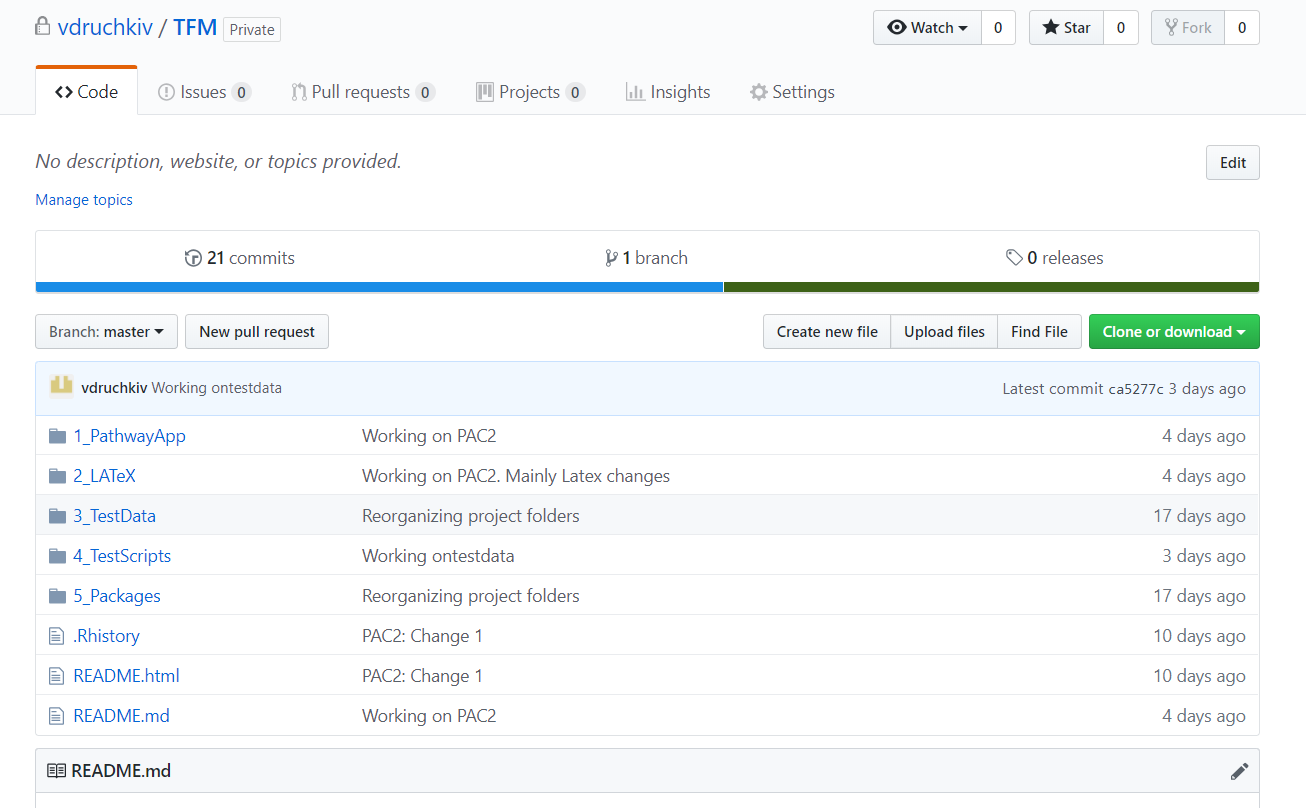 vdruchkiv / TFM Private Watch 0 Star 0 Fork 0
Code Issues 0 Pull requests 0 Projects 0 Insights Settings
No description, website, or topics provided. Edit
Manage topics
21 commits 1 branch 0 releases
Branch: master New pull request Create new file Upload files Find File Clone or download
vdruchkiv Working ontestdata Latest commit ca5277c 3 days ago
1_PathwayApp Working on PAC2 4 days ago
2_LATeX Working on PAC2. Mainly Latex changes 4 days ago
3_TestData Reorganizing project folders 17 days ago
4_TestScripts Working ontestdata 3 days ago
5_Packages Reorganizing project folders 17 days ago
.Rhistory PAC2: Change 1 10 days ago
README.html PAC2: Change 1 10 days ago
README.md Working on PAC2 4 days ago
README.md